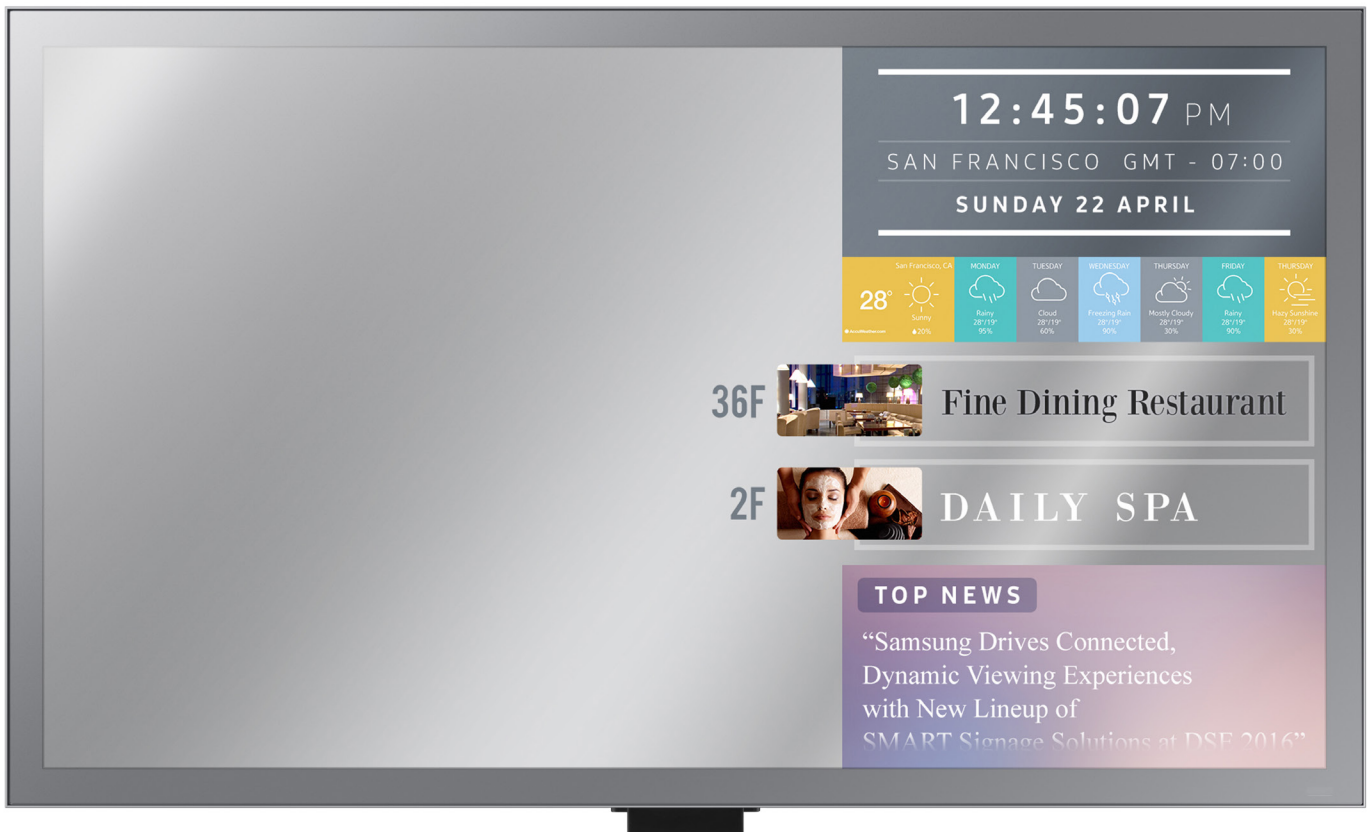 12:45:07 PM
SAN FRANCISCO GMT - 07:00
SUNDAY 22 APRIL
San Francisco, CA
28°
Sunny
20%
AccuWeather.com
MONDAY
Rainy
28°/19°
95%
TUESDAY
Cloud
28°/19°
60%
WEDNESDAY
Freezing Rain
28°/19°
90%
THURSDAY
Mostly Cloudy
28°/19°
30%
FRIDAY
Rainy
28°/19°
90%
THURSDAY
Hazy Sunshine
28°/19°
30%
36F Fine Dining Restaurant
2F DAILY SPA
TOP NEWS
“Samsung Drives Connected,
Dynamic Viewing Experiences
with New Lineup of
SMART Signage Solutions at DSE 2016”